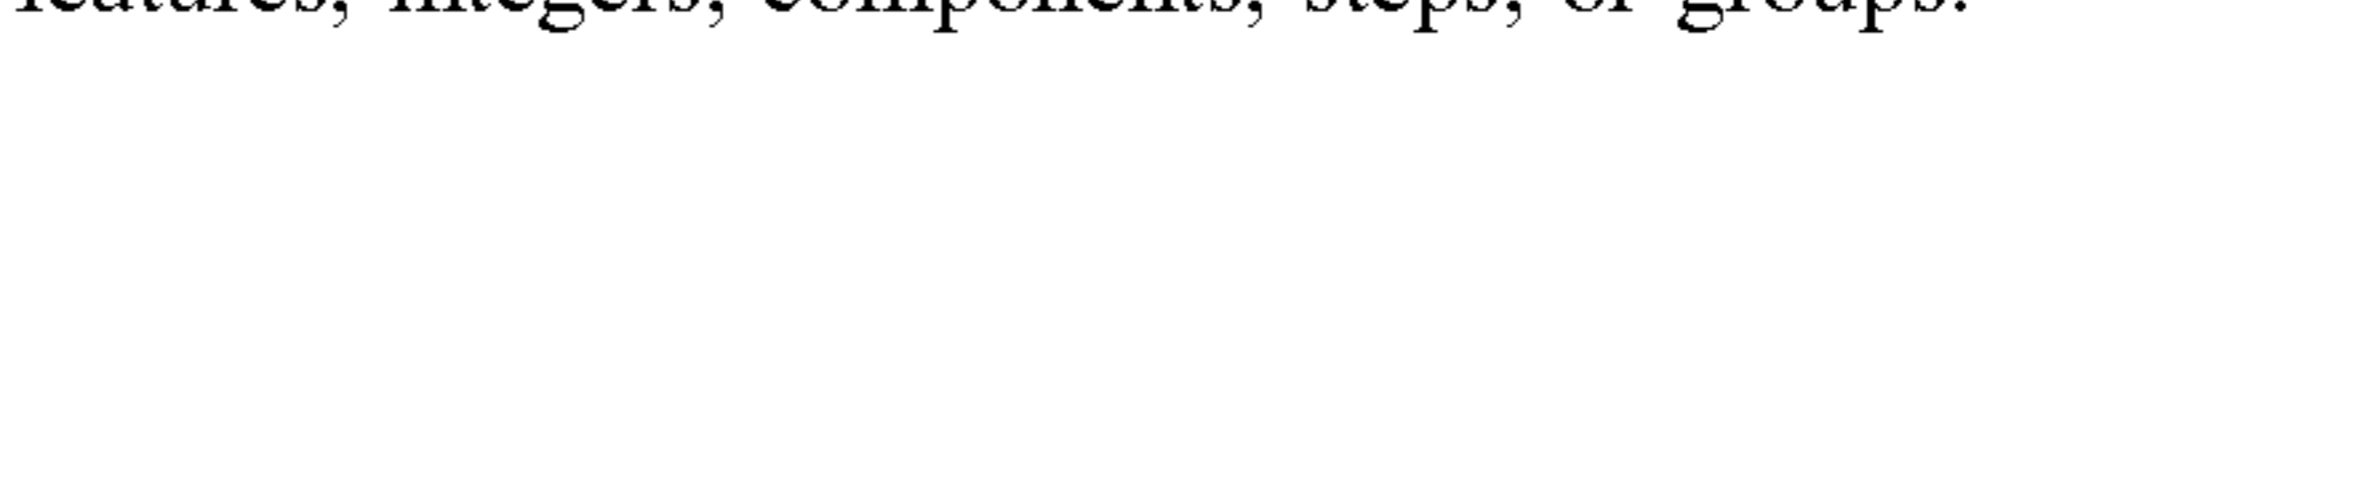 features, integers, components, steps, or groups.